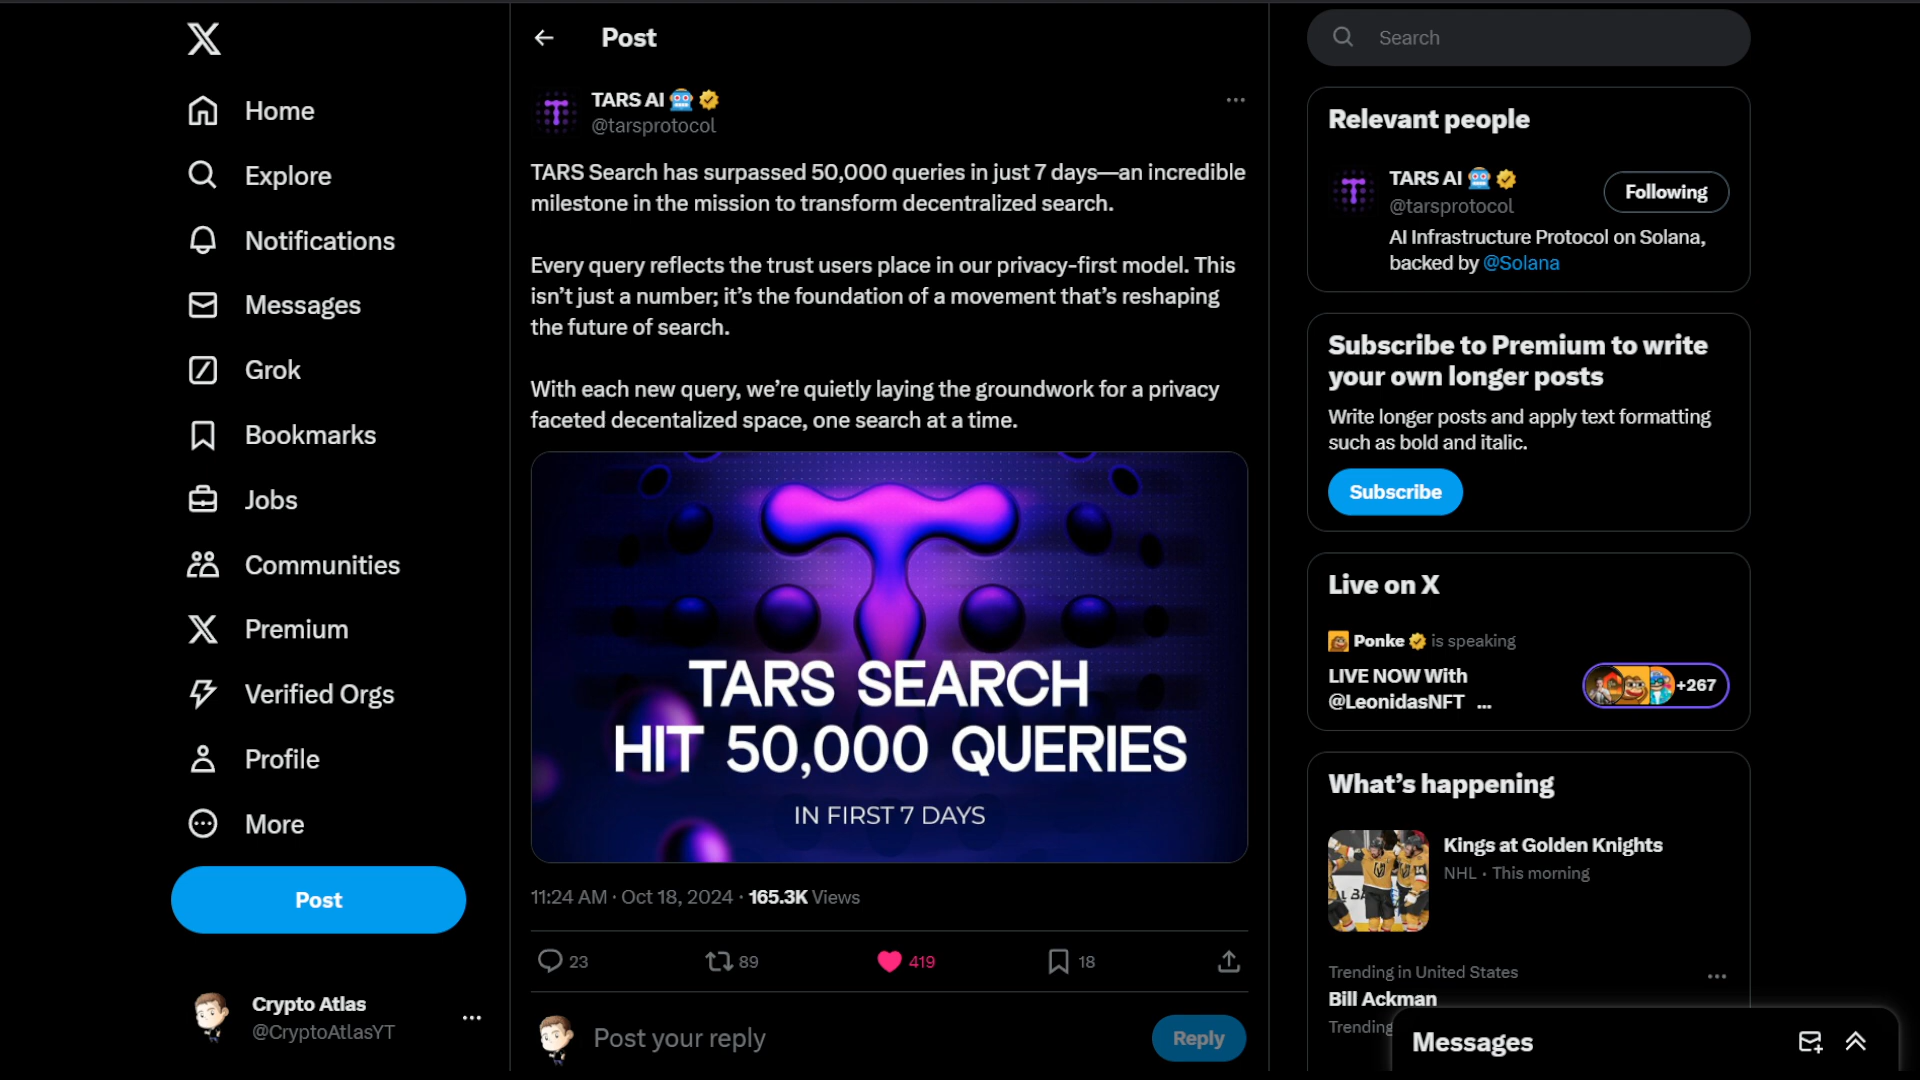 Home
Explore
Notifications
Messages
Grok
Bookmarks
Jobs
Communities
Premium
Verified Orgs
Profile
More
Post
Crypto Atlas
@CryptoAtlasYT
Post
TARS AI
@tarsprotocol
TARS Search has surpassed 50,000 queries in just 7 days—an incredible
milestone in the mission to transform decentralized search.
Every query reflects the trust users place in our privacy-first model. This
isn’t just a number; it’s the foundation of a movement that’s reshaping
the future of search.
With each new query, we’re quietly laying the groundwork for a privacy
faceted decentalized space, one search at a time.
TARS SEARCH
HIT 50,000 QUERIES
IN FIRST 7 DAYS
11:24 AM · Oct 18, 2024 · 165.3K Views
23 89 419 18
Post your reply
Reply
Search
Relevant people
TARS AI
@tarsprotocol
Following
AI Infrastructure Protocol on Solana,
backed by @Solana
Subscribe to Premium to write
your own longer posts
Write longer posts and apply text formatting
such as bold and italic.
Subscribe
Live on X
Ponke is speaking
LIVE NOW With
@LeonidasNFT ...
+267
What’s happening
Kings at Golden Knights
NHL · This morning
Trending in United States
Bill Ackman
Trending
Messages